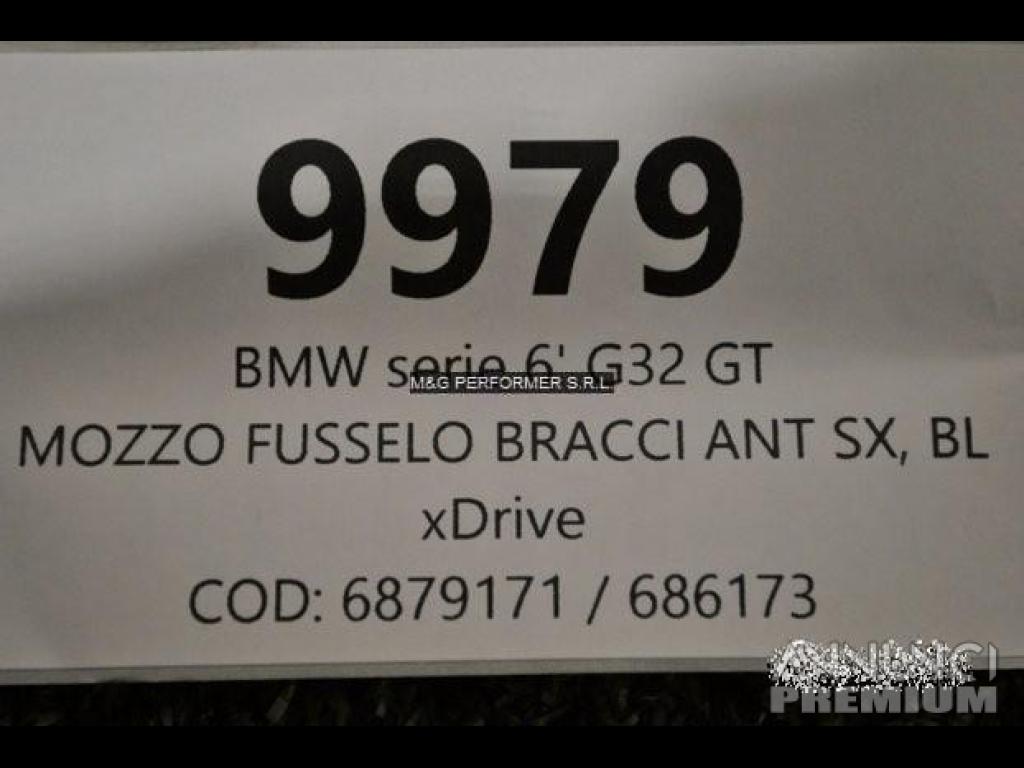 9979
BMW serie 6' G32 GT
M&G PERFORMER S.R.L.
MOZZO FUSSELO BRACCI ANT SX, BL
xDrive
COD: 6879171 / 686173
PREMIUM